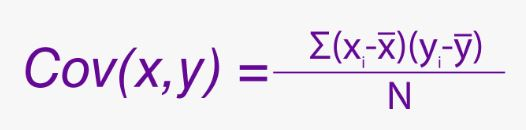 Cov(x,y) = Σ(xᵢ-x̅)(yᵢ-y̅)
N